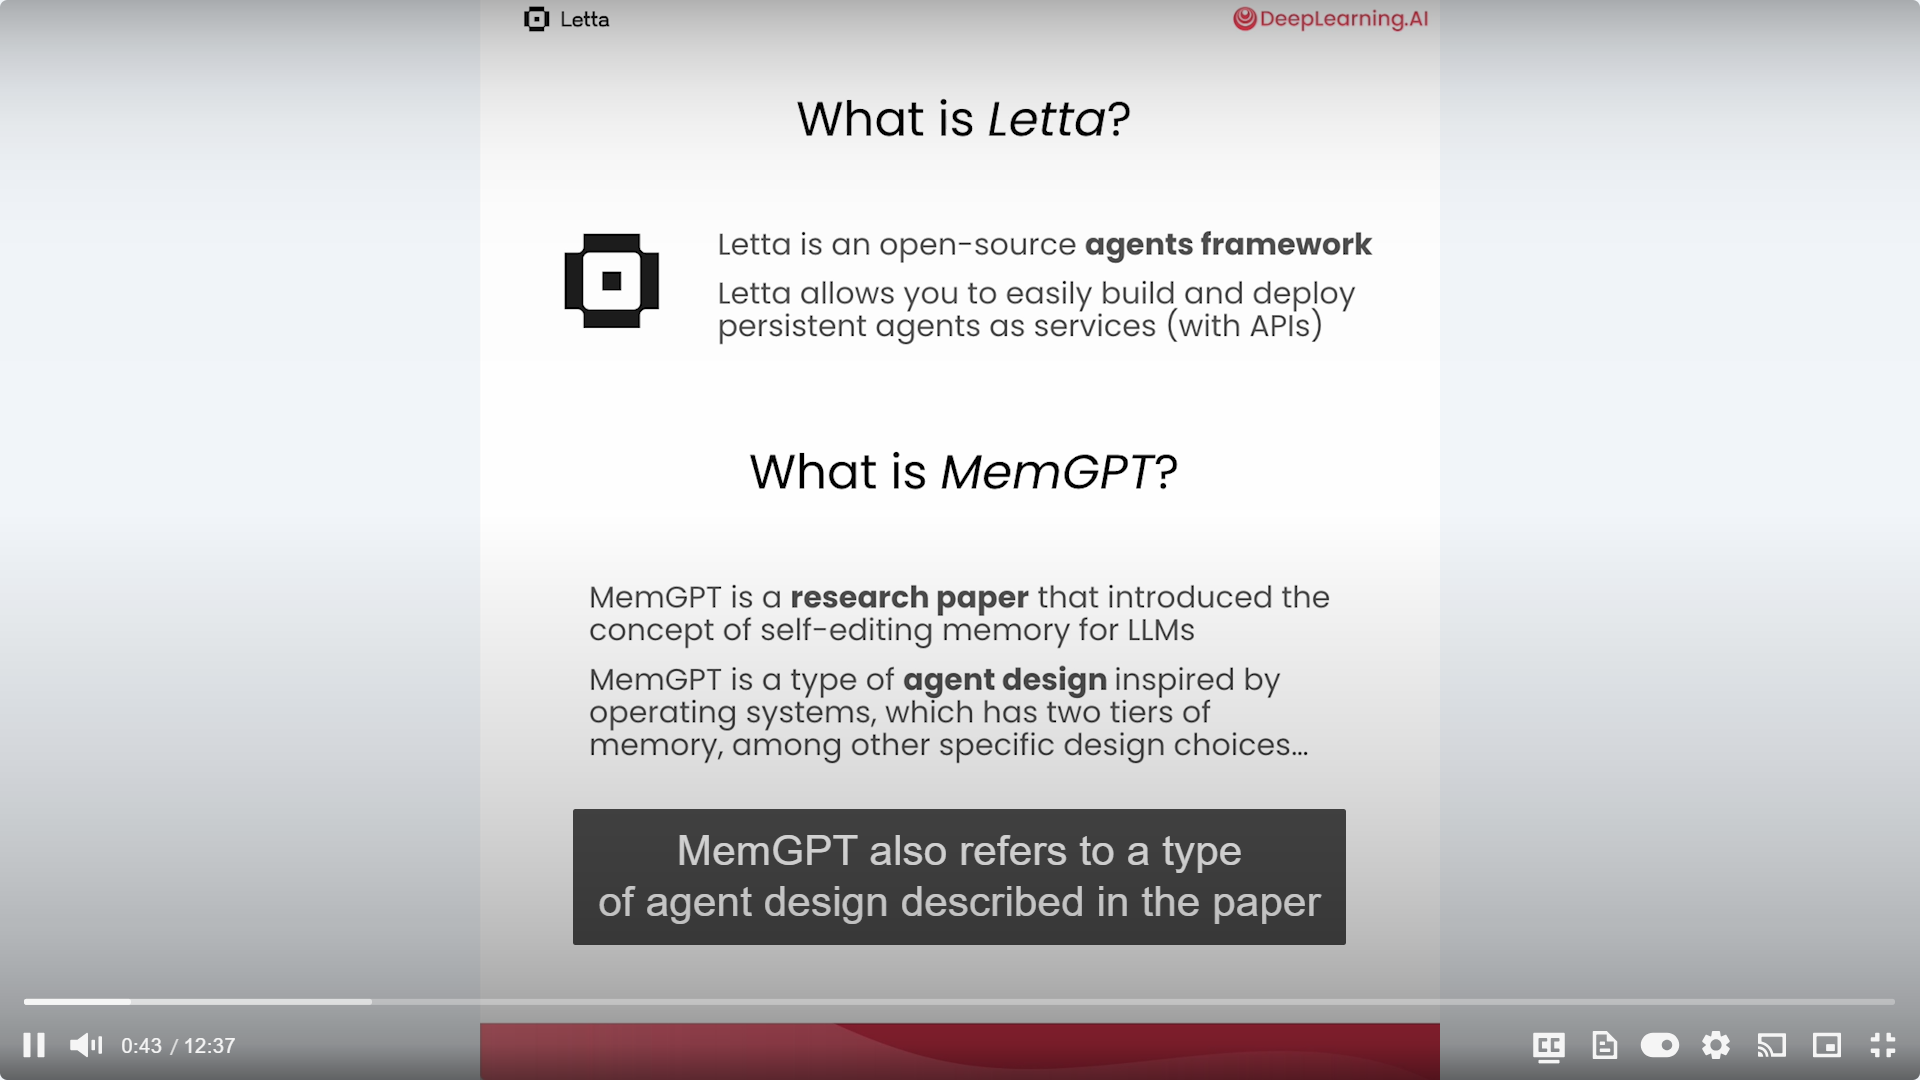 Letta
DeepLearning.AI
What is Letta?
Letta is an open-source agents framework
Letta allows you to easily build and deploy
persistent agents as services (with APIs)
What is MemGPT?
MemGPT is a research paper that introduced the
concept of self-editing memory for LLMs
MemGPT is a type of agent design inspired by
operating systems, which has two tiers of
memory, among other specific design choices...
MemGPT also refers to a type
of agent design described in the paper
0:43 / 12:37
CC